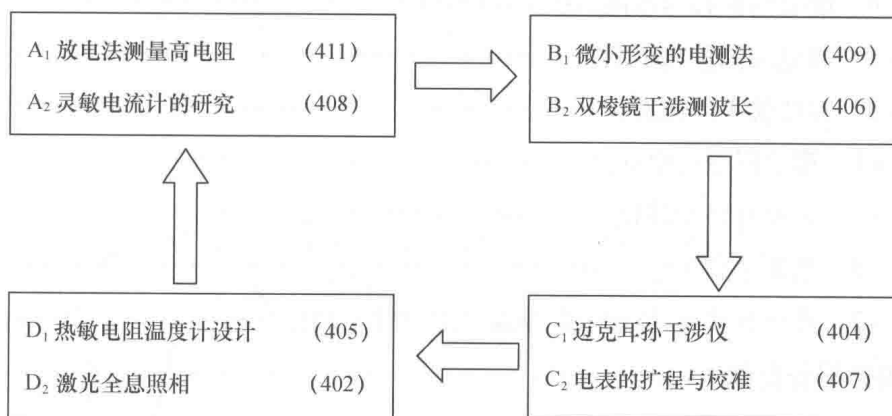 A₁ 放电法测量高电阻 (411)
A₂ 灵敏电流计的研究 (408)
B₁ 微小形变的电测法 (409)
B₂ 双棱镜干涉测波长 (406)
D₁ 热敏电阻温度计设计 (405)
D₂ 激光全息照相 (402)
C₁ 迈克耳孙干涉仪 (404)
C₂ 电表的扩程与校准 (407)